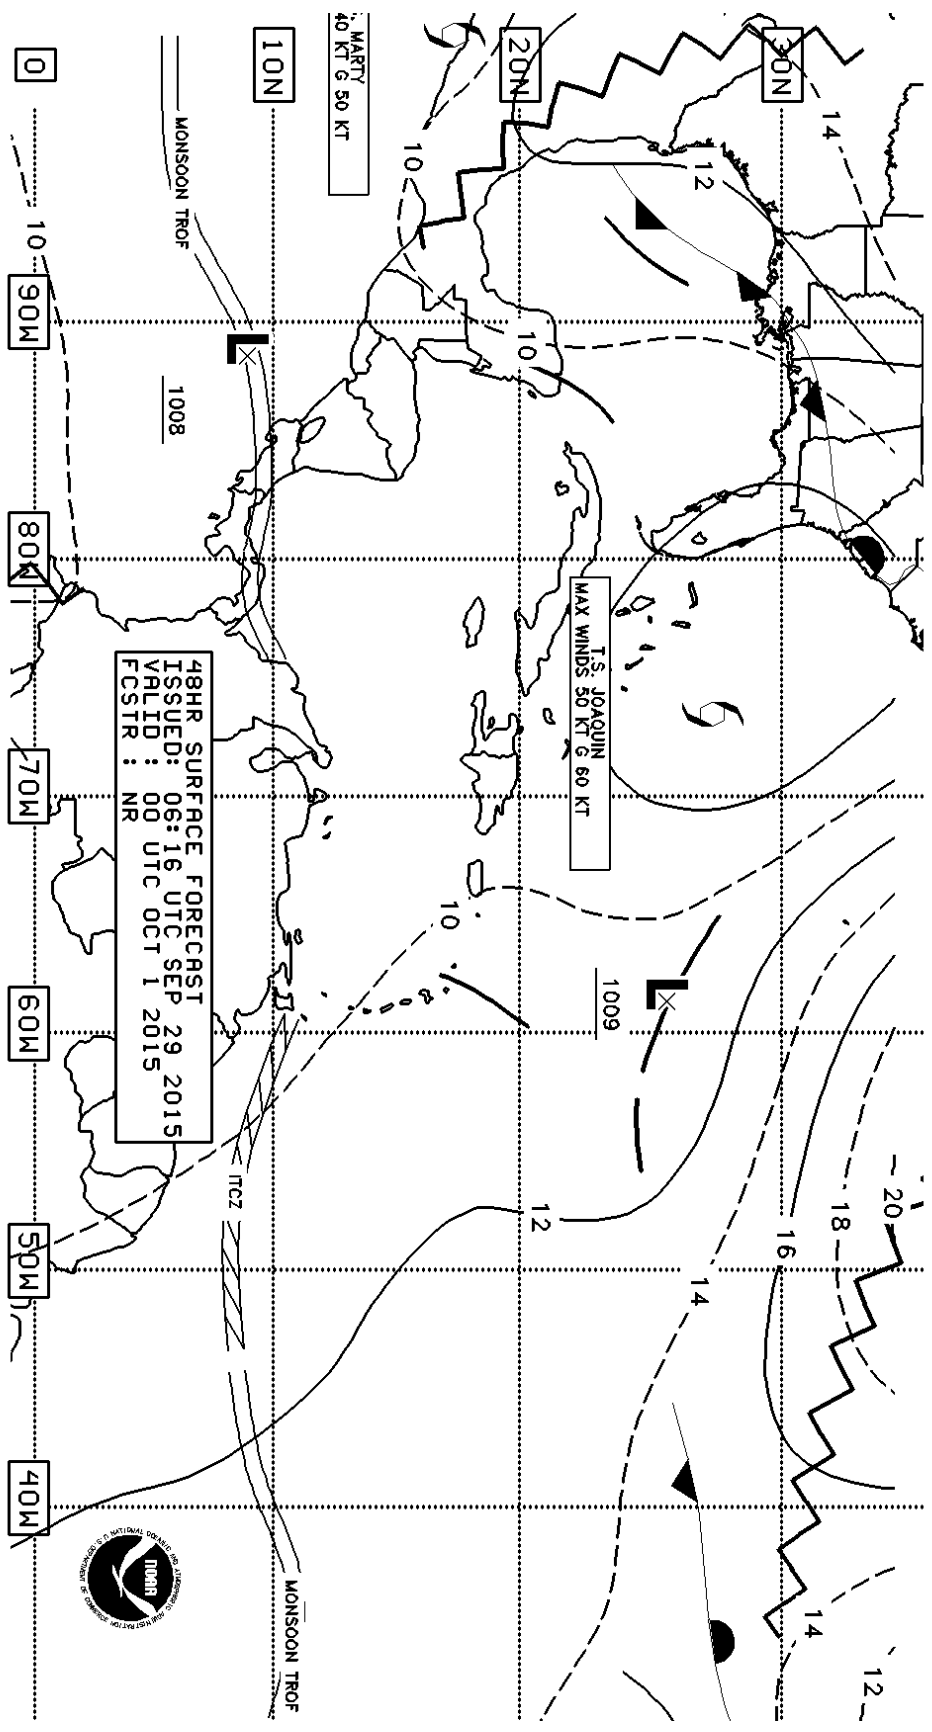 . MARTY
40 KT G 50 KT
30N
20N
10N
0
14
12
10
10
10
MONSOON TROF
90W
80W
70W
60W
50W
40W
L
1008
T.S. JOAQUIN
MAX WINDS 50 KT G 60 KT
L
1009
10
12
14
16
18
20
14
12
ITCZ
MONSOON TROF
48HR SURFACE FORECAST
ISSUED: 06:16 UTC SEP 29 2015
VALID: 00 UTC OCT 1 2015
FCSTR: NR
NOAA